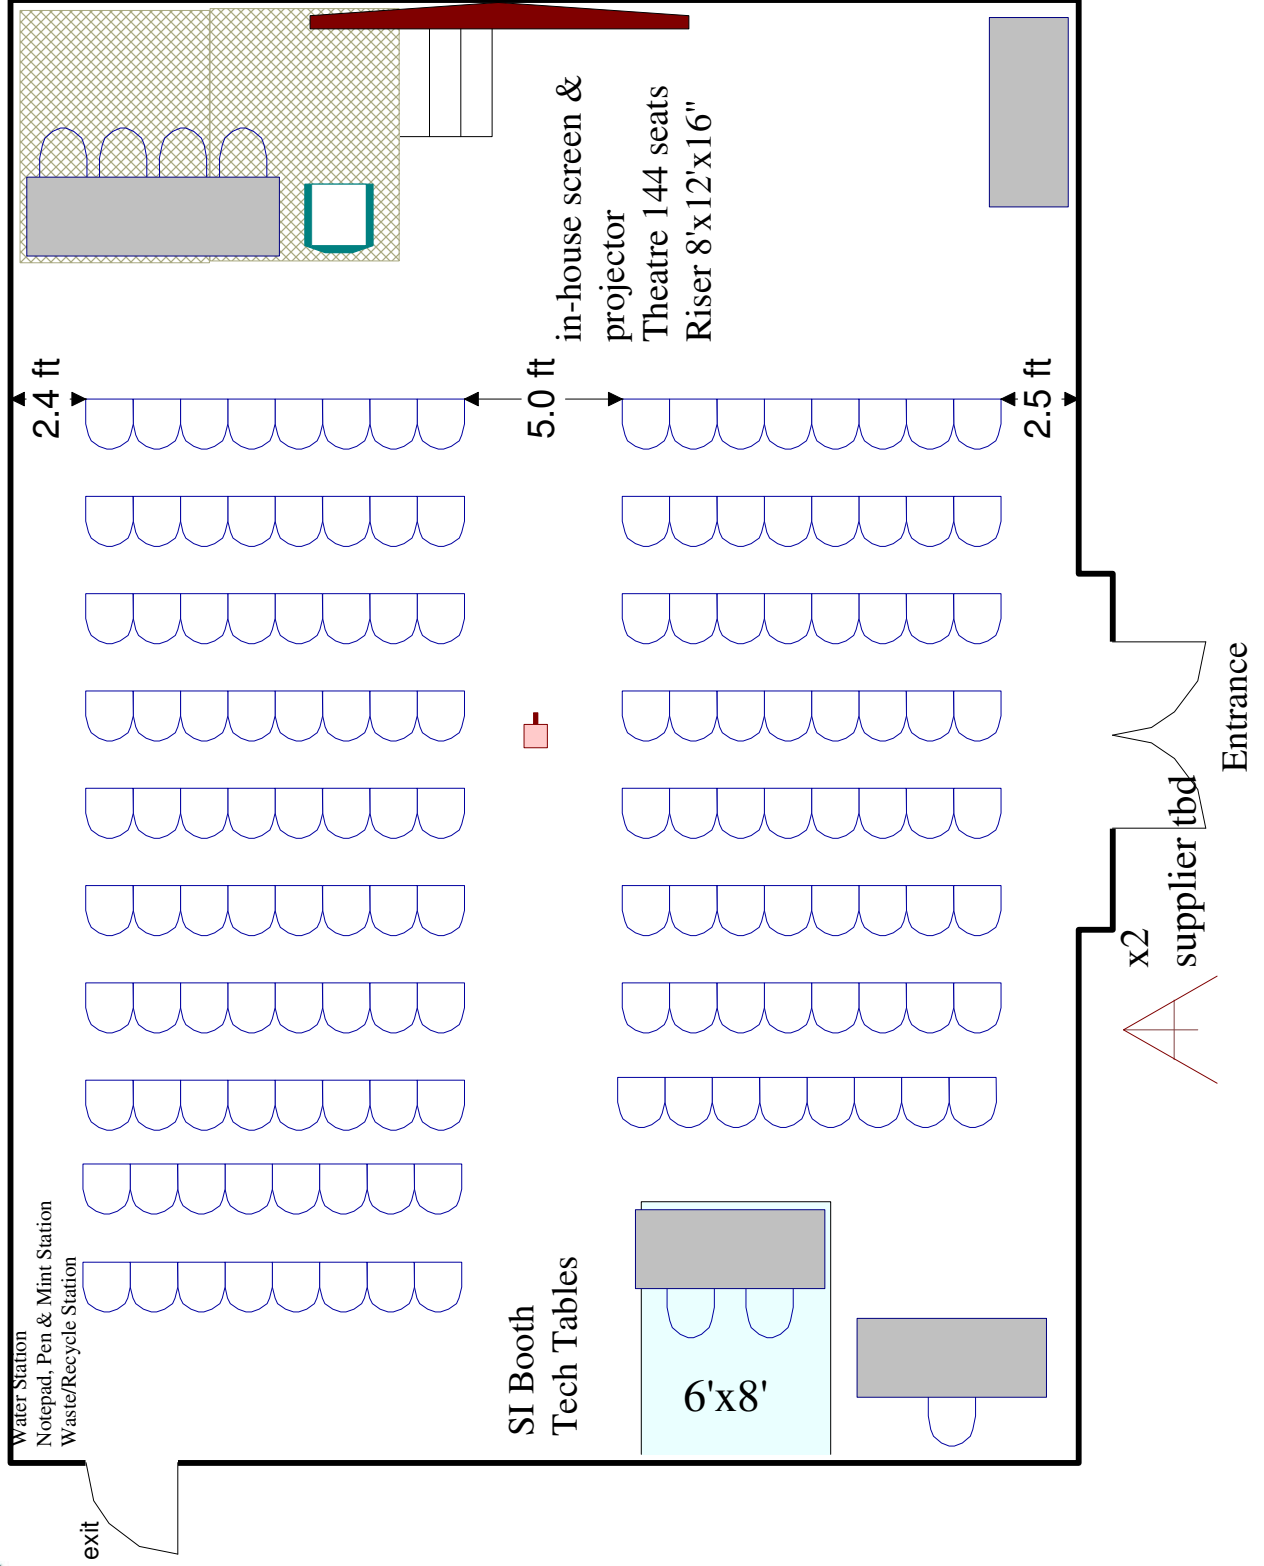 2.4 ft
5.0 ft
2.5 ft
in-house screen &
projector
Theatre 144 seats
Riser 8'x12'x16"
Entrance
x2
supplier tbd
Water Station
Notepad, Pen & Mint Station
Waste/Recycle Station
SI Booth
Tech Tables
6'x8'
exit